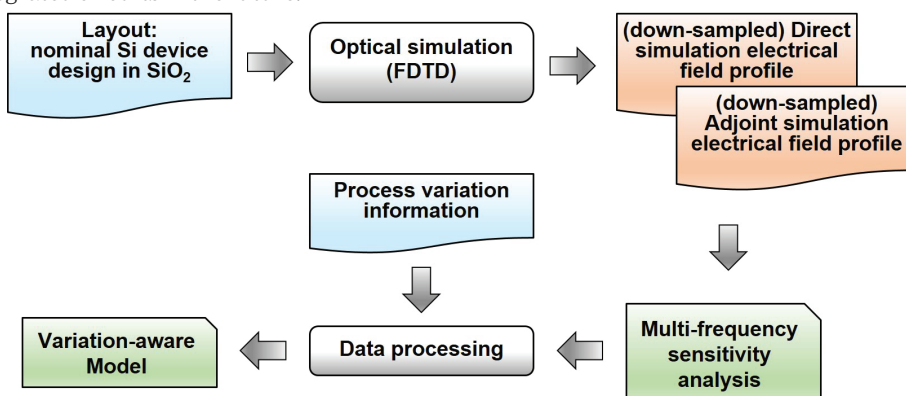 Layout:
nominal Si device
design in SiO₂
Optical simulation
(FDTD)
(down-sampled) Direct
simulation electrical
field profile
(down-sampled)
Adjoint simulation
electrical field profile
Process variation
information
Variation-aware
Model
Data processing
Multi-frequency
sensitivity
analysis